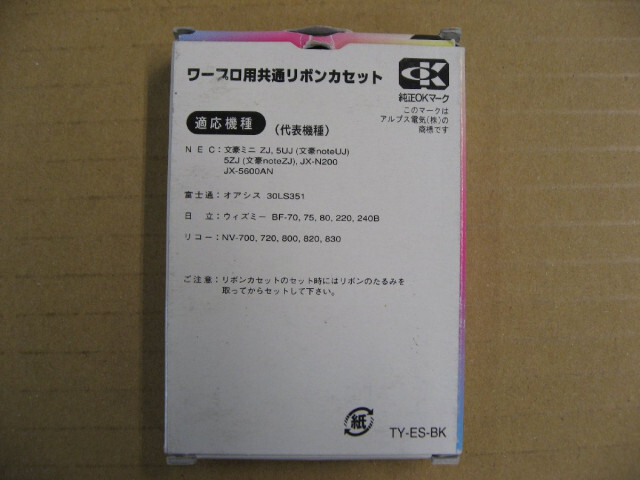 ワープロ用共通リボンカセット
OK
純正OKマーク
このマークは
アルプス電気(株)の
商標です
適応機種 (代表機種)
NEC：文豪ミニ ZJ, 5UJ (文豪noteUJ)
5ZJ (文豪noteZJ), JX-N200
JX-5600AN
富士通：オアシス 30LS351
日 立：ウィズミー BF-70, 75, 80, 220, 240B
リコー：NV-700, 720, 800, 820, 830
ご注意：リボンカセットのセット時にはリボンのたるみを
取ってからセットして下さい。
紙
TY-ES-BK